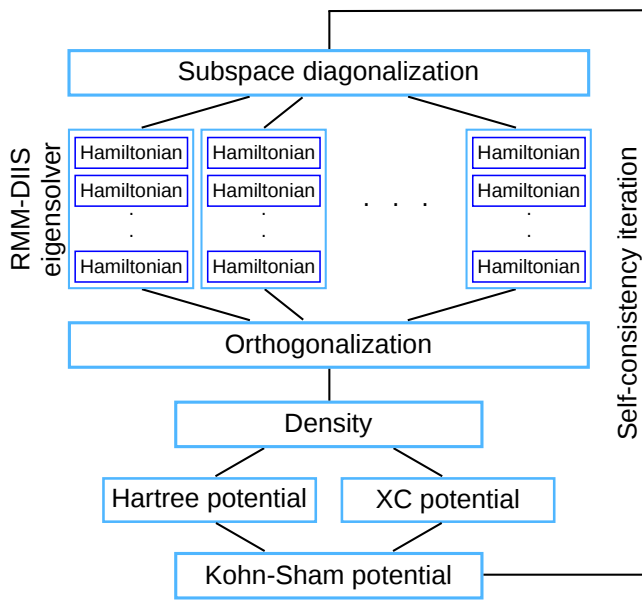 Subspace diagonalization
RMM-DIIS
eigensolver
Hamiltonian Hamiltonian Hamiltonian
Hamiltonian Hamiltonian Hamiltonian
. . . . . .
. . .
Hamiltonian Hamiltonian Hamiltonian
Orthogonalization
Density
Hartree potential XC potential
Kohn-Sham potential
Self-consistency iteration